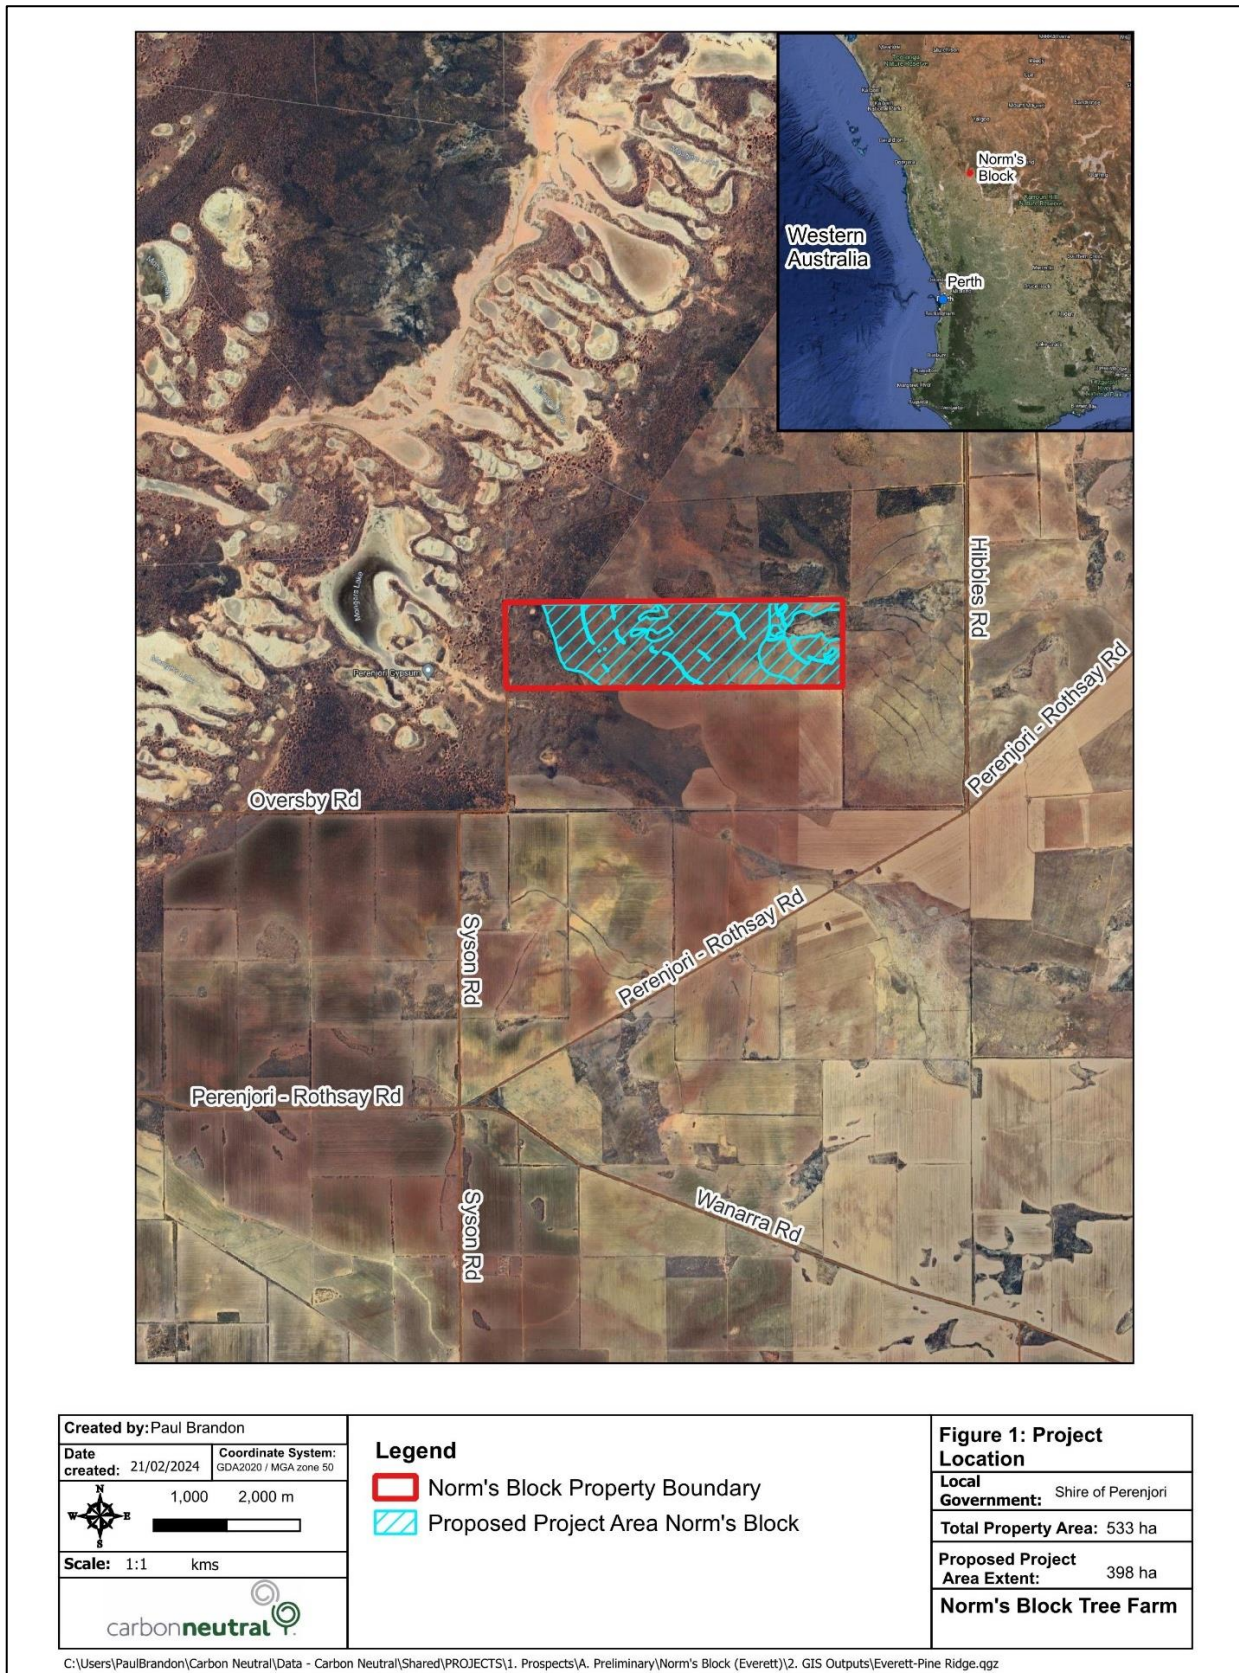 Norm's
Block
Western
Australia
Perth
Mongers Lake
Perenjori Gypsum
Hibbles Rd
Perenjori - Rothsay Rd
Oversby Rd
Syson Rd
Perenjori - Rothsay Rd
Perenjori - Rothsay Rd
Syson Rd
Wanarra Rd
Created by: Paul Brandon
Date
created: 21/02/2024
Coordinate System:
GDA2020 / MGA zone 50
N
W E
S
1,000 2,000 m
Scale: 1:1 kms
carbonneutral
Legend
Norm's Block Property Boundary
Proposed Project Area Norm's Block
Figure 1: Project
Location
Local
Government: Shire of Perenjori
Total Property Area: 533 ha
Proposed Project
Area Extent: 398 ha
Norm's Block Tree Farm
C:\Users\PaulBrandon\Carbon Neutral\Data - Carbon Neutral\Shared\PROJECTS\1. Prospects\A. Preliminary\Norm's Block (Everett)\2. GIS Outputs\Everett-Pine Ridge.qgz